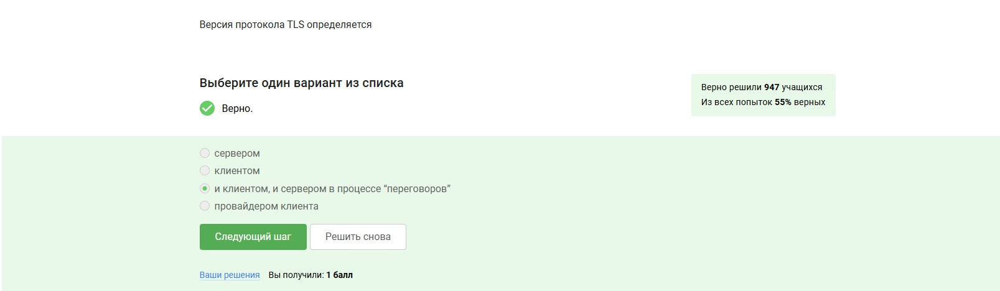 Версия протокола TLS определяется
Выберите один вариант из списка
Верно.
Верно решили 947 учащихся
Из всех попыток 55% верных
сервером
клиентом
и клиентом, и сервером в процессе “переговоров”
провайдером клиента
Следующий шаг
Решить снова
Ваши решения Вы получили: 1 балл